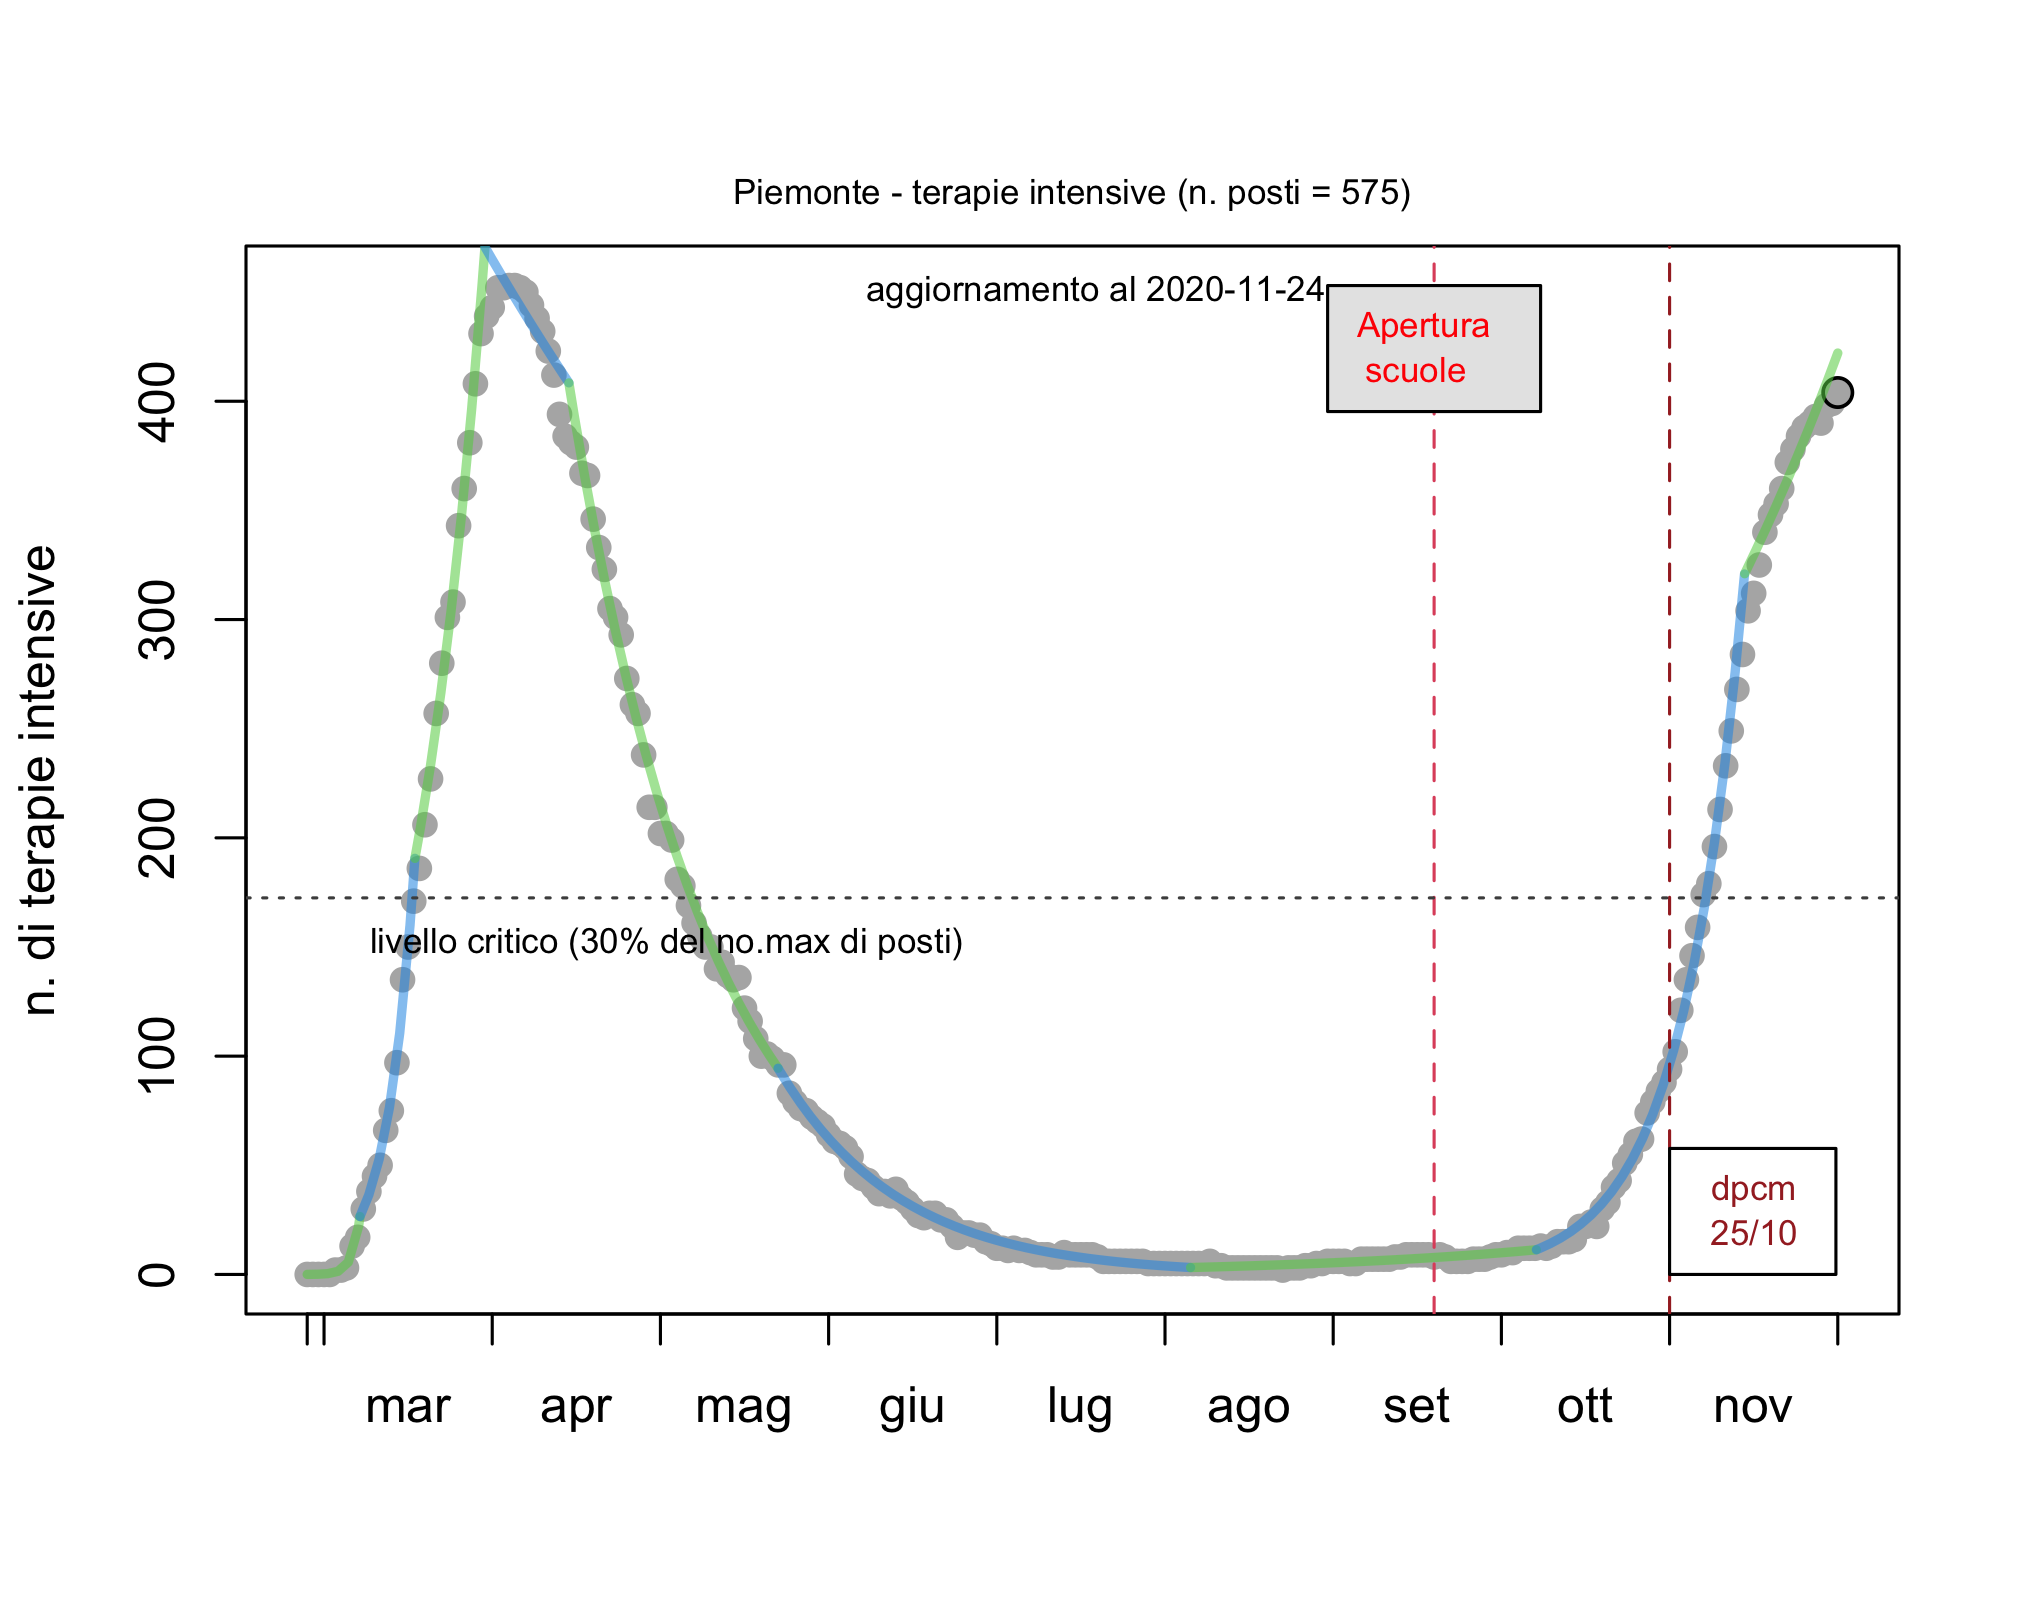 Piemonte - terapie intensive (n. posti = 575)
aggiornamento al 2020-11-24
Apertura
scuole
n. di terapie intensive
400
300
200
100
0
livello critico (30% del no.max di posti)
dpcm
25/10
mar apr mag giu lug ago set ott nov